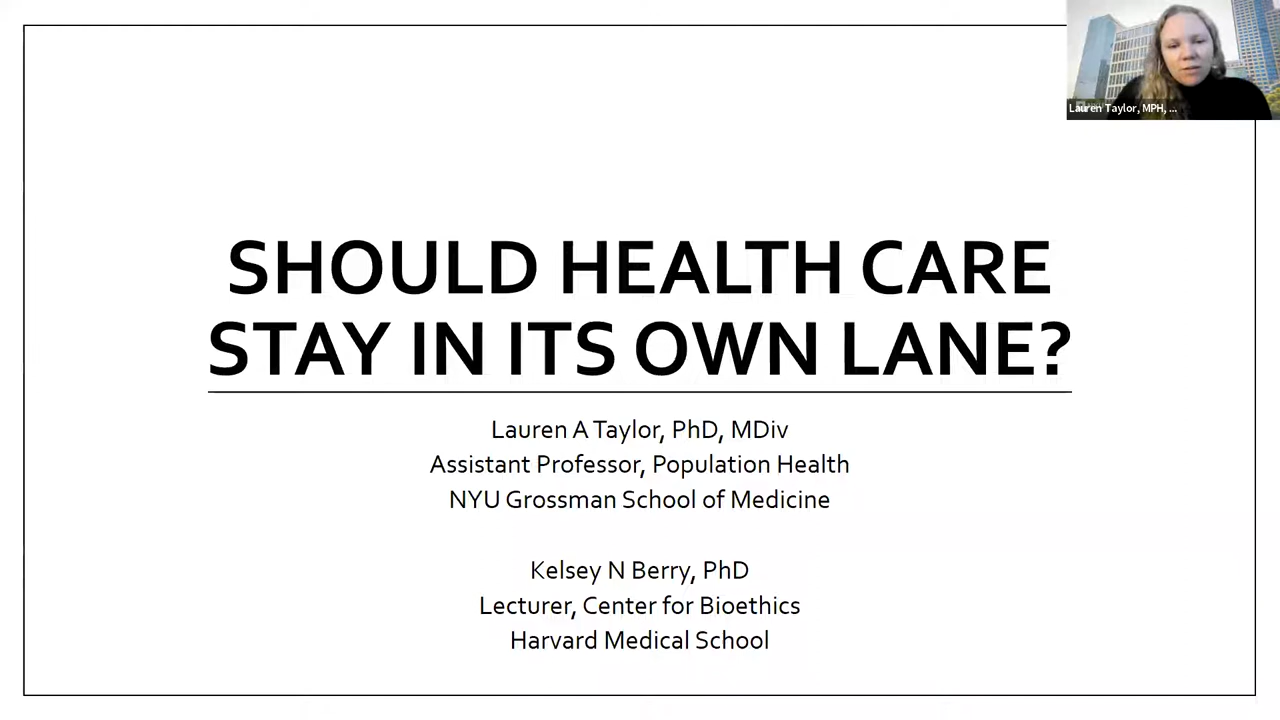 Lauren Taylor, MPH, ...
SHOULD HEALTH CARE
STAY IN ITS OWN LANE?
Lauren A Taylor, PhD, MDiv
Assistant Professor, Population Health
NYU Grossman School of Medicine
Kelsey N Berry, PhD
Lecturer, Center for Bioethics
Harvard Medical School